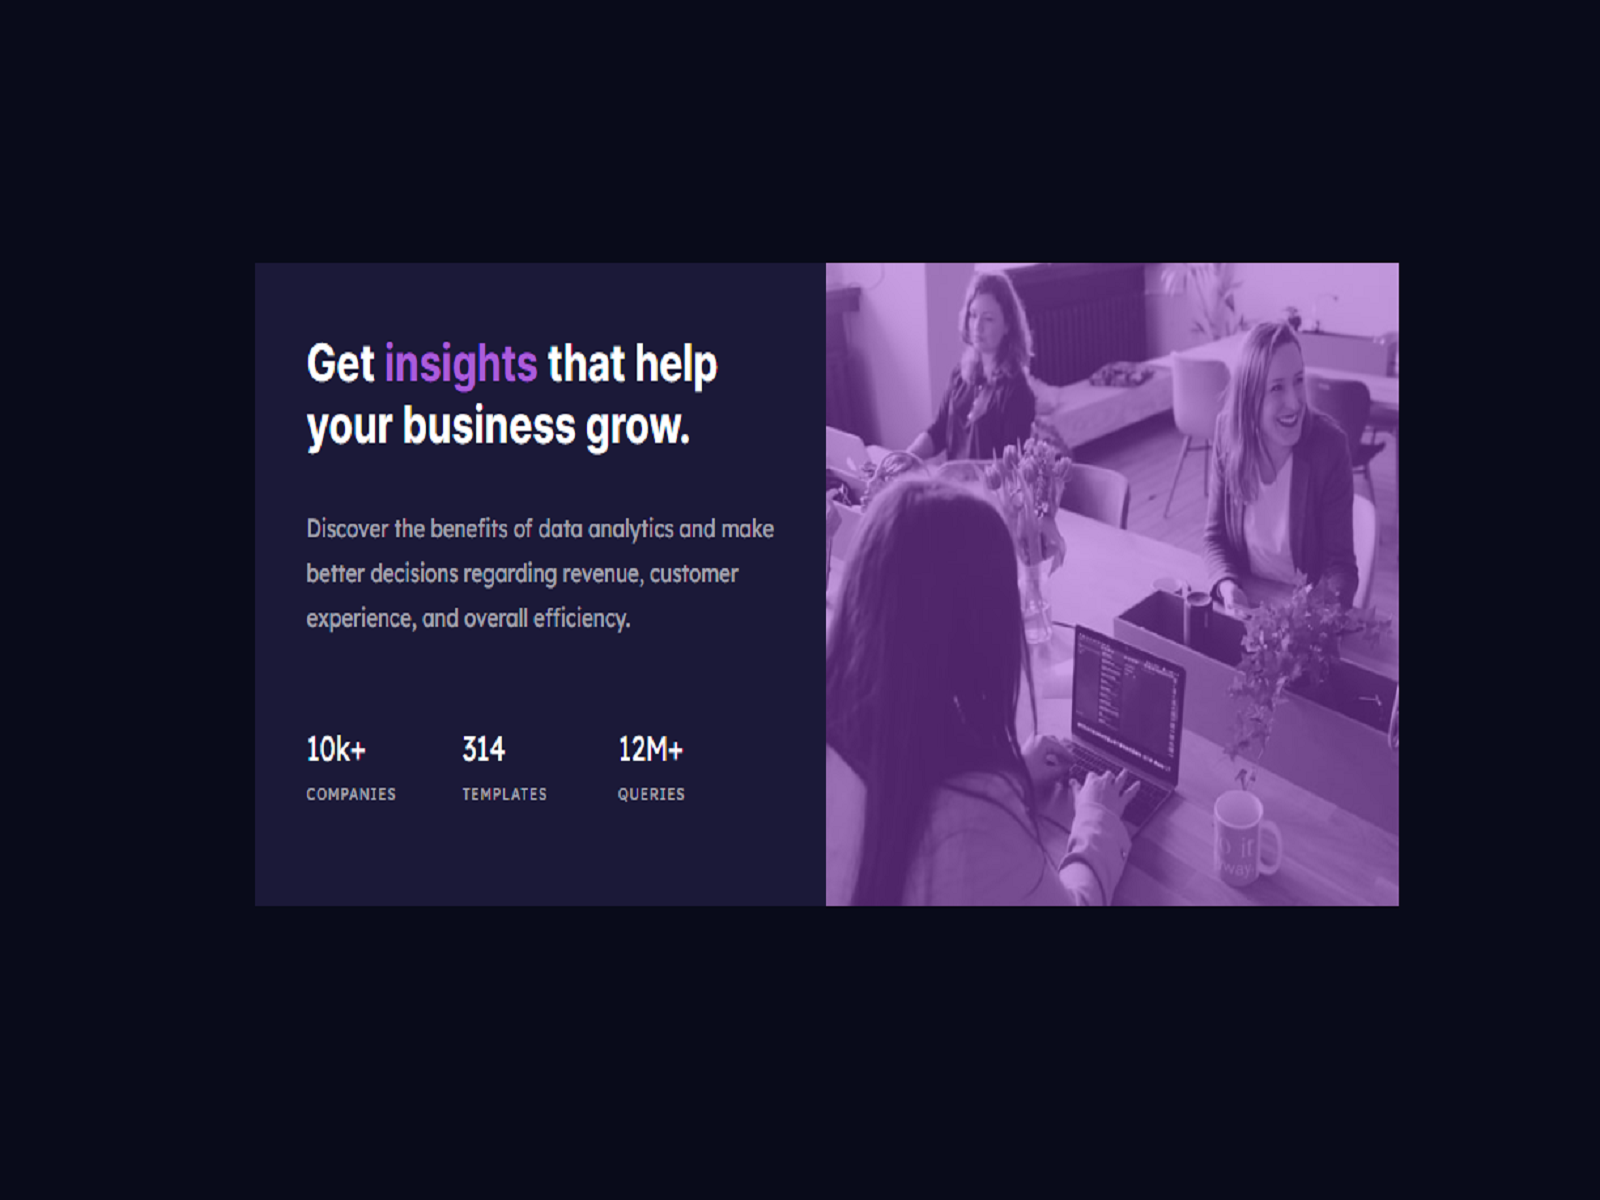 Get insights that help
your business grow.
Discover the benefits of data analytics and make
better decisions regarding revenue, customer
experience, and overall efficiency.
10k+
COMPANIES
314
TEMPLATES
12M+
QUERIES